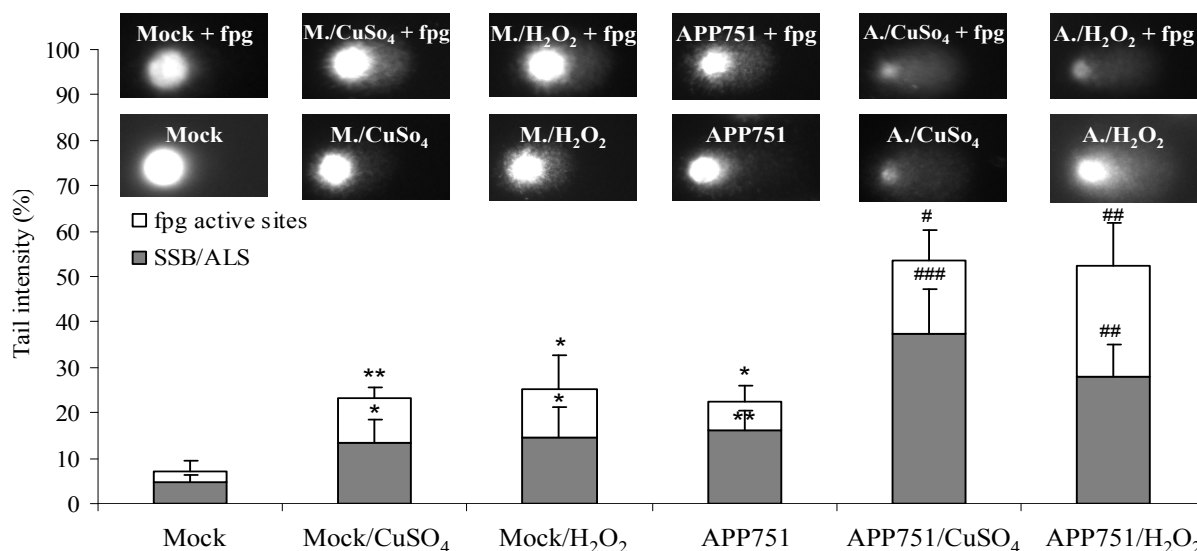 Mock + fpg M./CuSo₄ + fpg M./H₂O₂ + fpg APP751 + fpg A./CuSo₄ + fpg A./H₂O₂ + fpg
Mock M./CuSo₄ M./H₂O₂ APP751 A./CuSo₄ A./H₂O₂
Tail intensity (%)
100
90
80
70
60
50
40
30
20
10
0
fpg active sites
SSB/ALS
** * * # ##
* * ** ### ##
Mock Mock/CuSO₄ Mock/H₂O₂ APP751 APP751/CuSO₄ APP751/H₂O₂